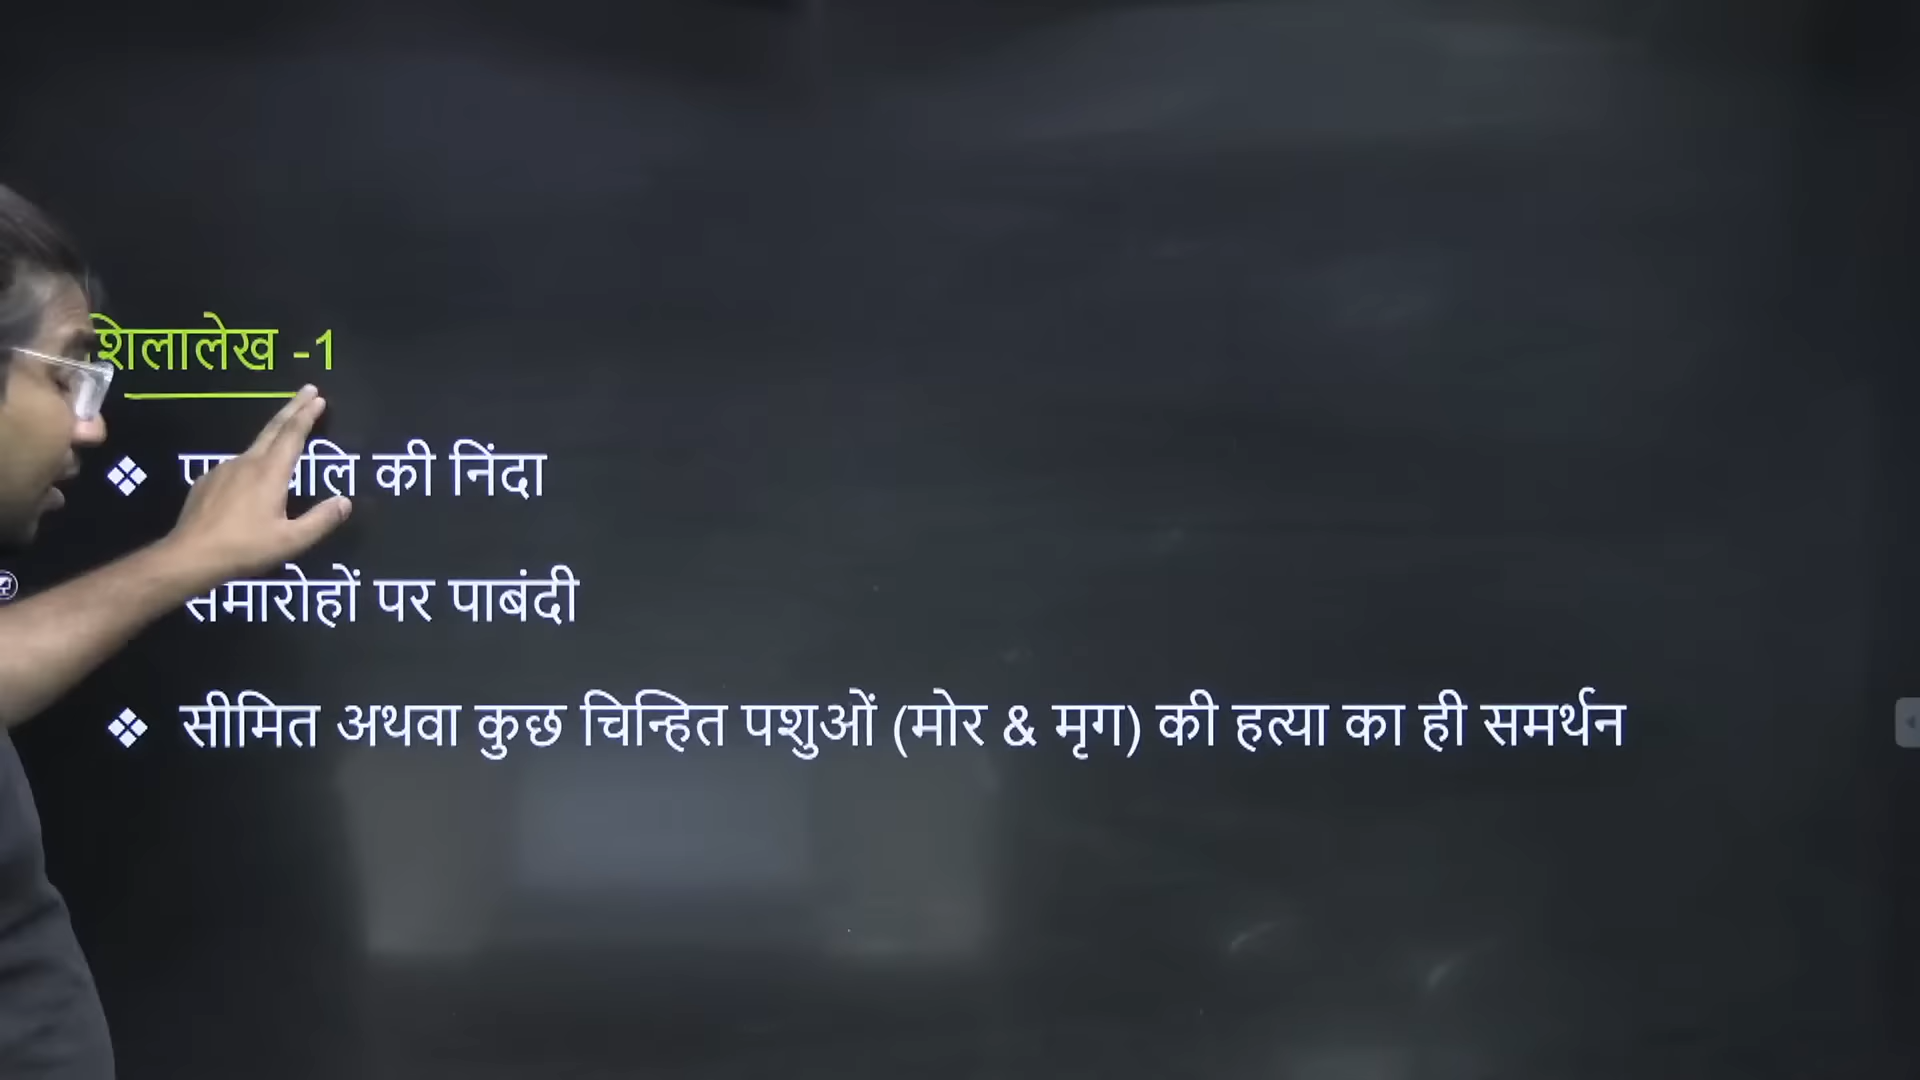 शिलालेख -1
❖ की निंदा
समारोहों पर पाबंदी
❖ सीमित अथवा कुछ चिन्हित पशुओं (मोर & मृग) की हत्या का ही समर्थन